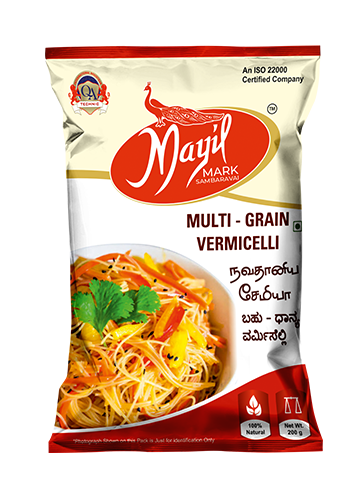 QA
TECHNIC
An ISO 22000
Certified Company
TM
Mayil
MARK
SAMBARAVAI
MULTI - GRAIN
VERMICELLI
நவதானிய
சேமியா
ಬಹು - ಧಾನ್ಯ
ವರ್ಮಿಸೆಲ್ಲಿ
100%
Natural
Net Wt.
200 g
*Photograph Shown on this Pack is Just for Identification Only